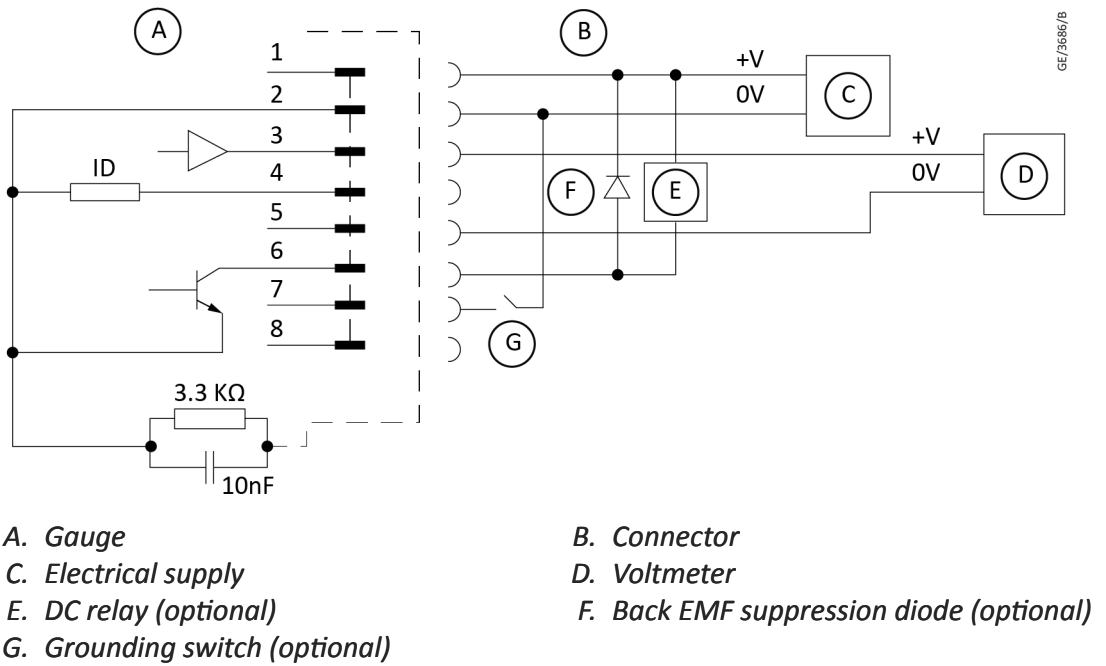 A
B
GE/3686/B
1
+V
2
0V
C
3
+V
ID
4
0V
F
E
D
5
6
7
8
G
3.3 KΩ
10nF
A. Gauge
B. Connector
C. Electrical supply
D. Voltmeter
E. DC relay (optional)
F. Back EMF suppression diode (optional)
G. Grounding switch (optional)